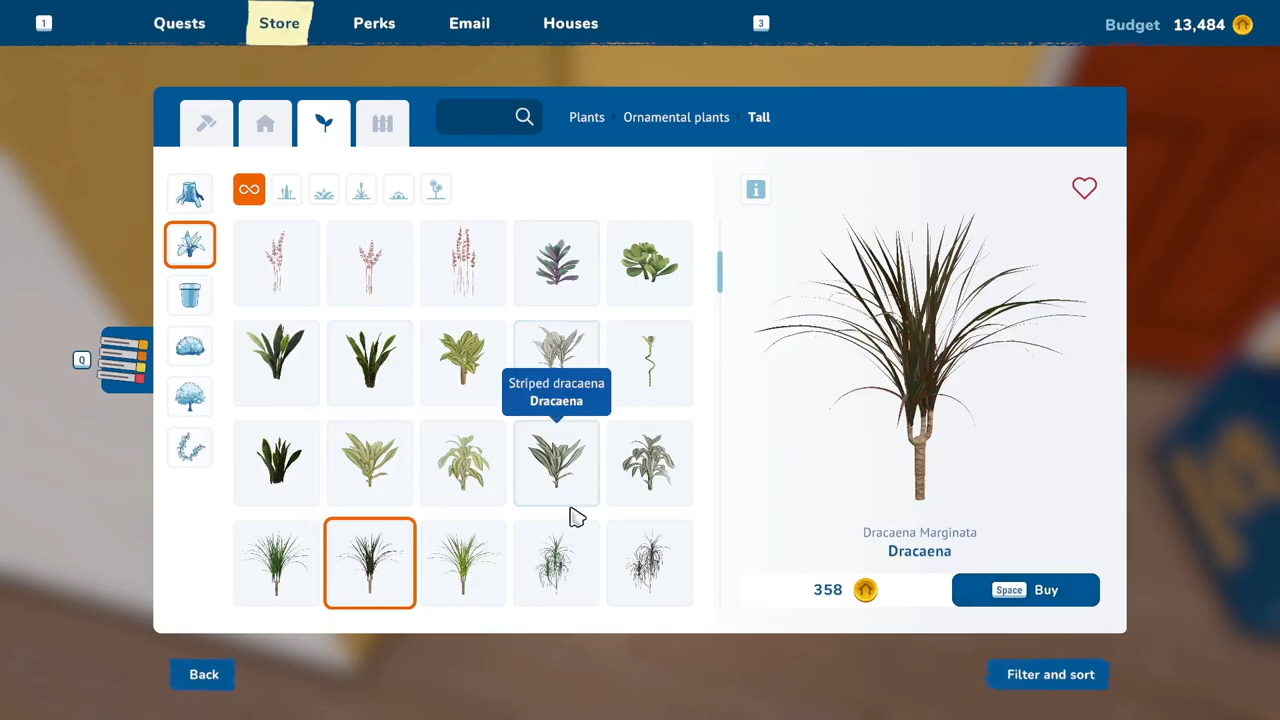 1
Quests
Store
Perks
Email
Houses
3
Budget 13,484
Plants
Ornamental plants
Tall
Q
Striped dracaena
Dracaena
Dracaena Marginata
Dracaena
358
Space Buy
Back
Filter and sort